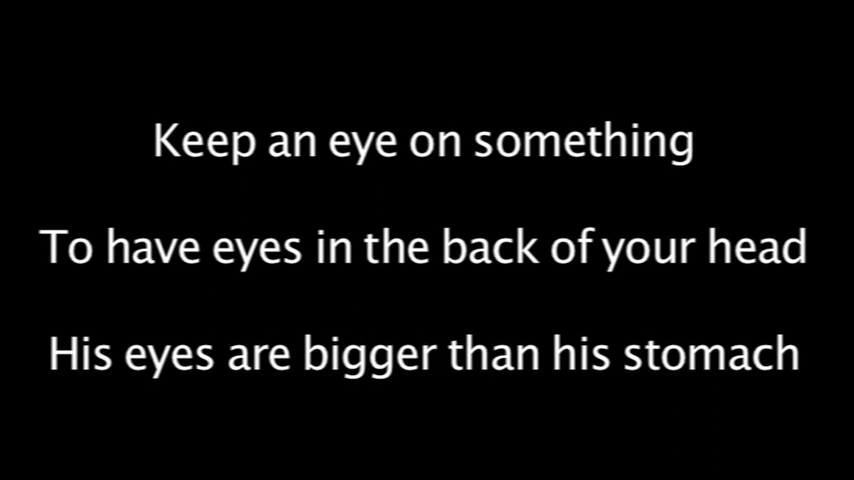 Keep an eye on something
To have eyes in the back of your head
His eyes are bigger than his stomach